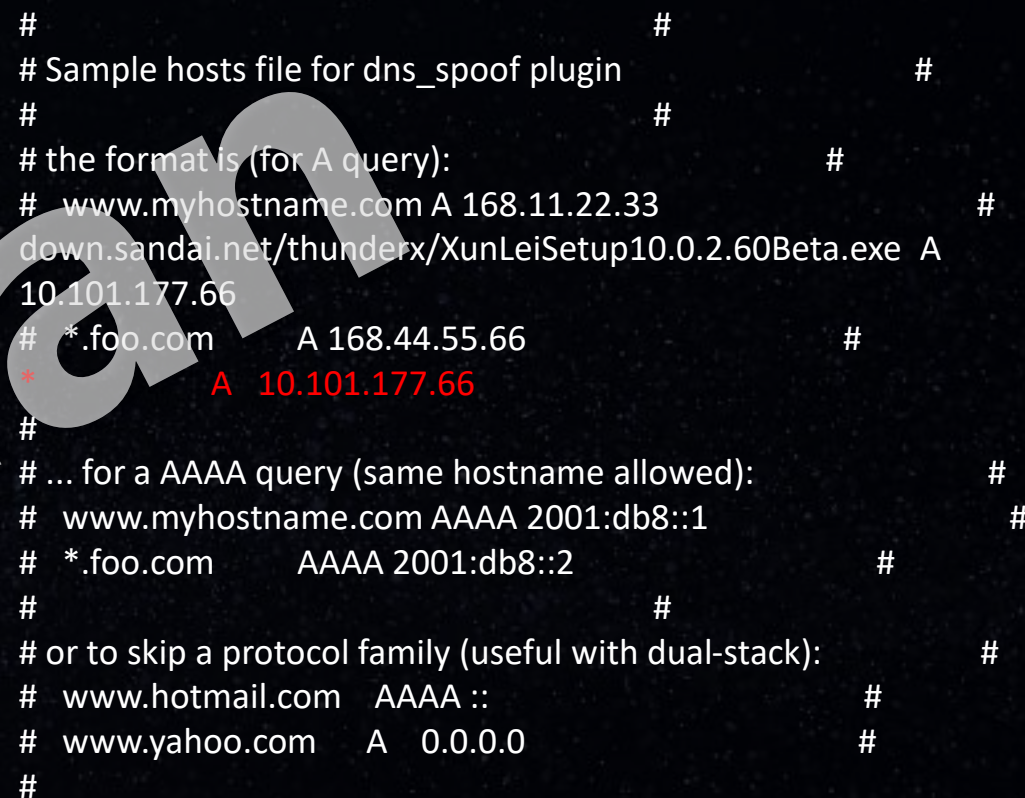 # #
# Sample hosts file for dns_spoof plugin #
# #
# the format is (for A query): #
# www.myhostname.com A 168.11.22.33 #
down.sandai.net/thunderx/XunLeiSetup10.0.2.60Beta.exe A
10.101.177.66
# *.foo.com A 168.44.55.66 #
* A 10.101.177.66
#
# ... for a AAAA query (same hostname allowed): #
# www.myhostname.com AAAA 2001:db8::1 #
# *.foo.com AAAA 2001:db8::2 #
# #
# or to skip a protocol family (useful with dual-stack): #
# www.hotmail.com AAAA :: #
# www.yahoo.com A 0.0.0.0 #
#
an